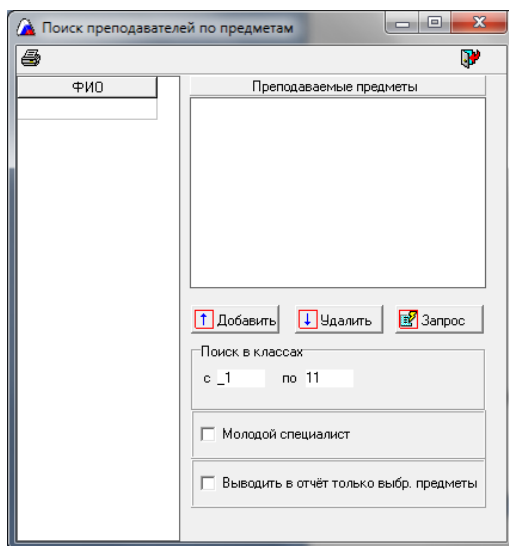 Поиск преподавателей по предметам
ФИО
Преподаваемые предметы
Добавить Удалить Запрос
Поиск в классах
с _1 по 11
Молодой специалист
Выводить в отчёт только выбр. предметы